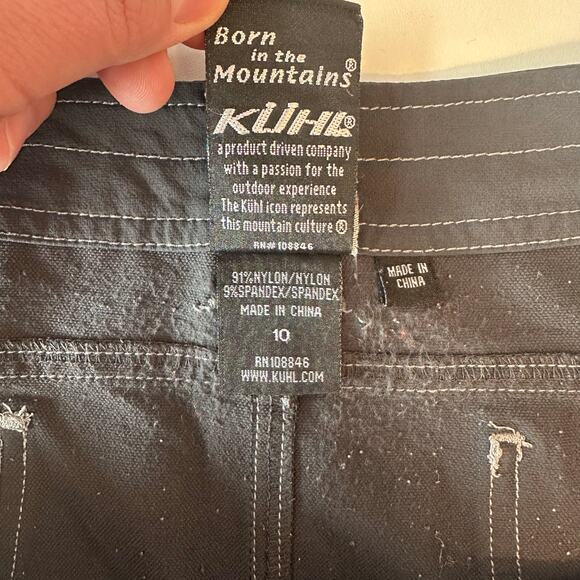 Born
in the
Mountains®
KÜHL®
a product driven company
with a passion for the
outdoor experience
The Kühl icon represents
this mountain culture ®
RN# 108846
91%NYLON/NYLON
9%SPANDEX/SPANDEX
MADE IN CHINA
10
RN108846
WWW.KUHL.COM
MADE IN
CHINA